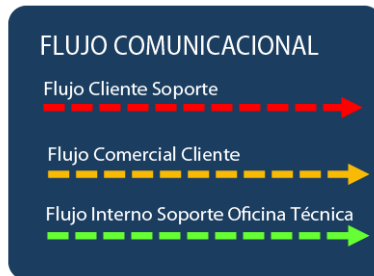 FLUJO COMUNICACIONAL
Flujo Cliente Soporte
Flujo Comercial Cliente
Flujo Interno Soporte Oficina Técnica